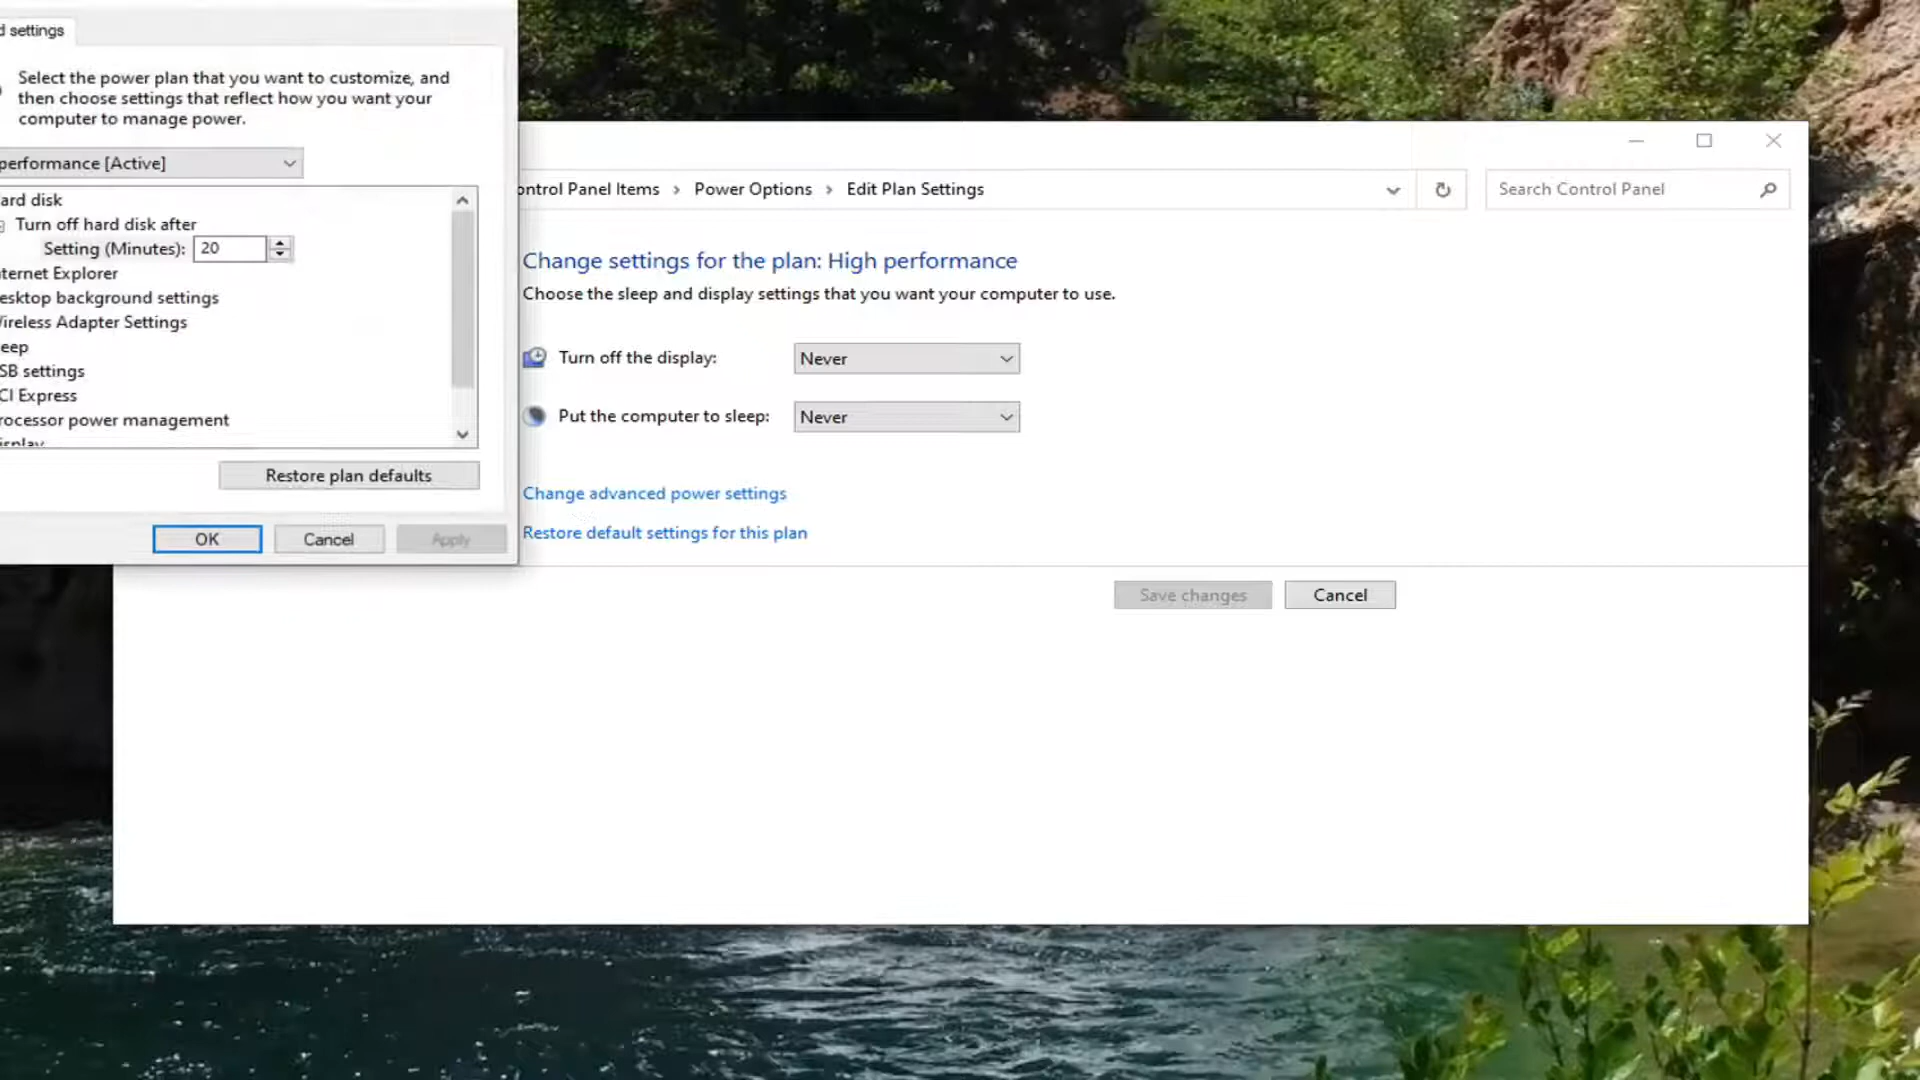 d settings
Select the power plan that you want to customize, and
then choose settings that reflect how you want your
computer to manage power.
performance [Active]
ard disk
Turn off hard disk after
Setting (Minutes): 20
nternet Explorer
esktop background settings
Wireless Adapter Settings
eep
SB settings
CI Express
rocessor power management
isplay
Restore plan defaults
OK
Cancel
Apply
ontrol Panel Items > Power Options > Edit Plan Settings
Search Control Panel
Change settings for the plan: High performance
Choose the sleep and display settings that you want your computer to use.
Turn off the display: Never
Put the computer to sleep: Never
Change advanced power settings
Restore default settings for this plan
Save changes
Cancel